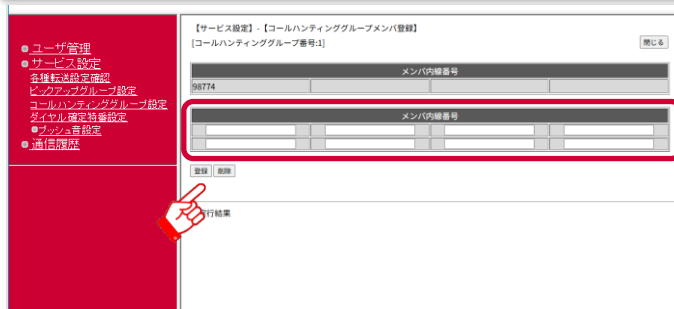 ユーザ管理
サービス設定
各種転送設定確認
ピックアップグループ設定
コールハンティンググループ設定
ダイヤル確定特番設定
プッシュ音設定
通信履歴
【サービス設定】-【コールハンティンググループメンバ登録】
[コールハンティンググループ番号:1]
閉じる
メンバ内線番号
98774
メンバ内線番号
登録 削除
行結果